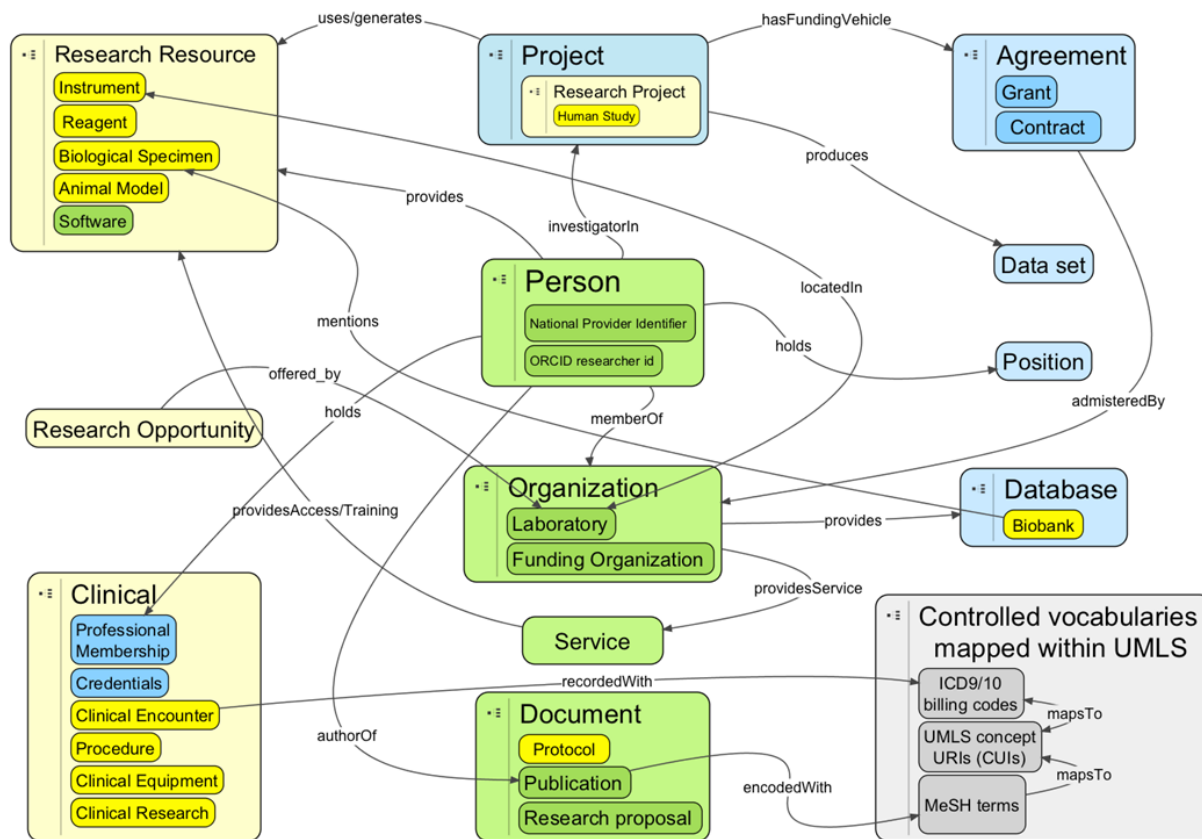 uses/generates
hasFundingVehicle
Research Resource
Instrument
Reagent
Biological Specimen
Animal Model
Software
Project
Research Project
Human Study
Agreement
Grant
Contract
produces
provides
investigatorIn
Data set
Person
National Provider Identifier
ORCID researcher id
locatedIn
mentions
holds
Position
offered_by
holds
memberOf
admisteredBy
Research Opportunity
Organization
Laboratory
Funding Organization
provides
Database
Biobank
providesAccess/Training
providesService
Clinical
Professional
Membership
Credentials
Clinical Encounter
Procedure
Clinical Equipment
Clinical Research
Service
recordedWith
Controlled vocabularies
mapped within UMLS
ICD9/10
billing codes
mapsTo
UMLS concept
URIs (CUIs)
mapsTo
MeSH terms
Document
Protocol
Publication
Research proposal
authorOf
encodedWith